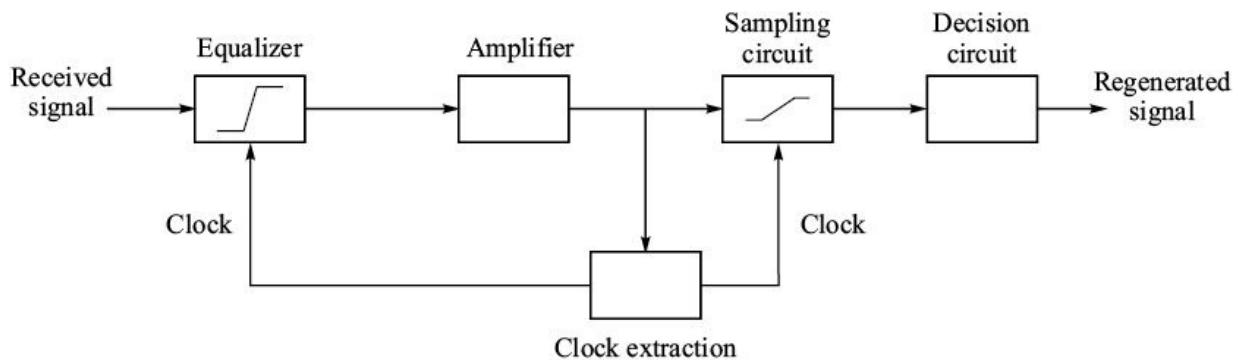 Received
signal
Equalizer
Amplifier
Sampling
circuit
Decision
circuit
Regenerated
signal
Clock
Clock
Clock extraction